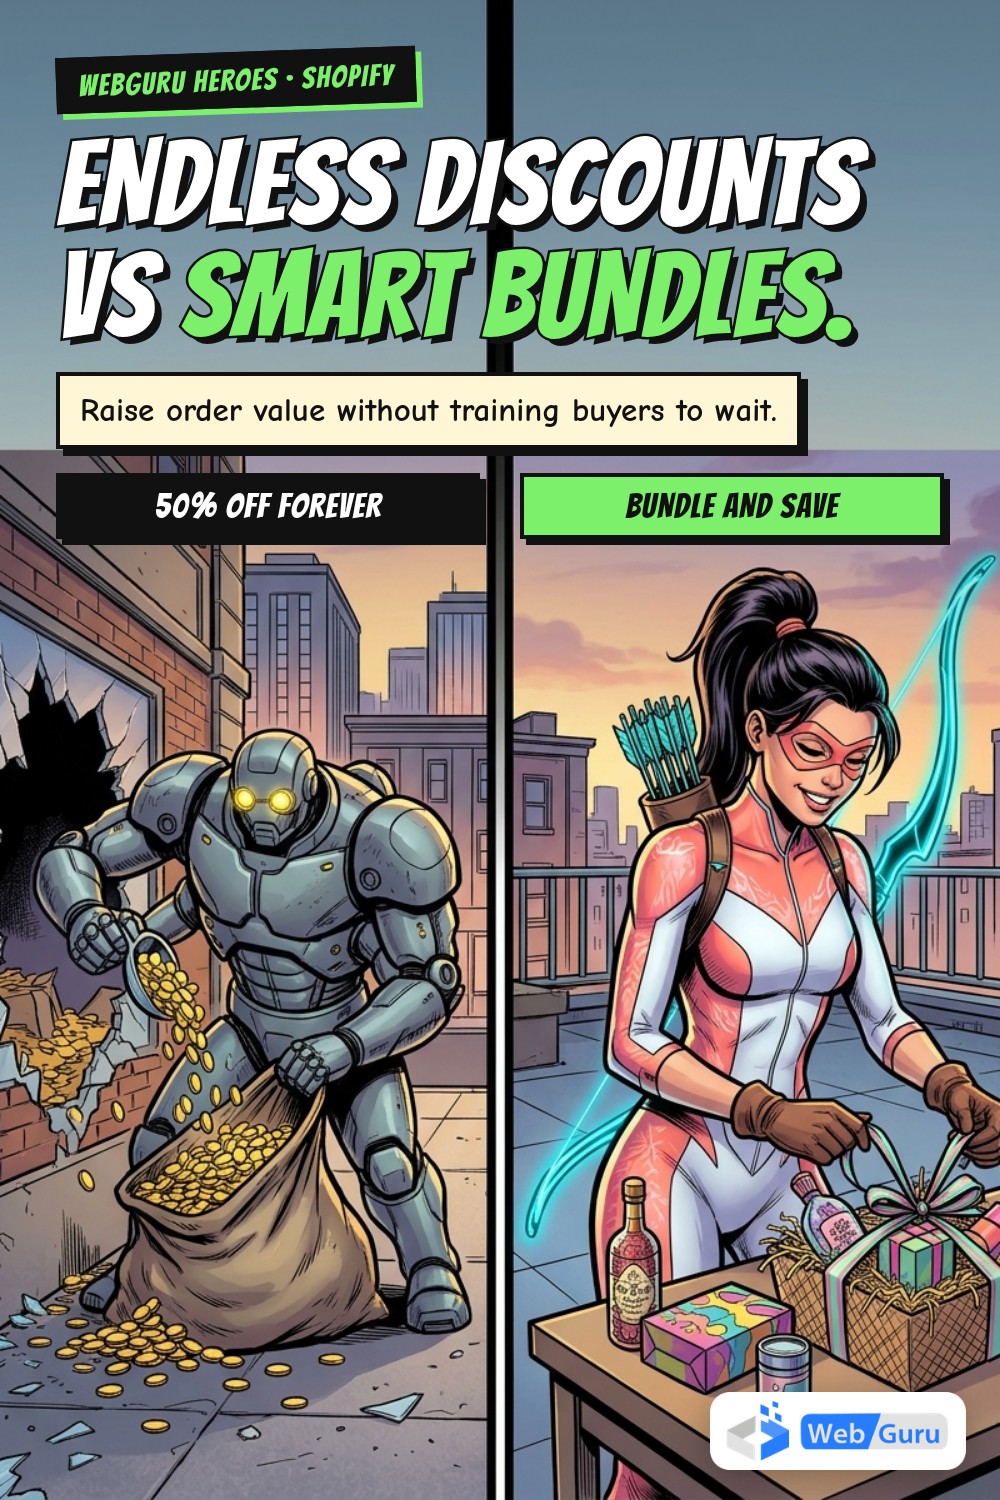 WEBGURU HEROES · SHOPIFY
ENDLESS DISCOUNTS
VS SMART BUNDLES.
Raise order value without training buyers to wait.
50% OFF FOREVER
BUNDLE AND SAVE
Web Guru